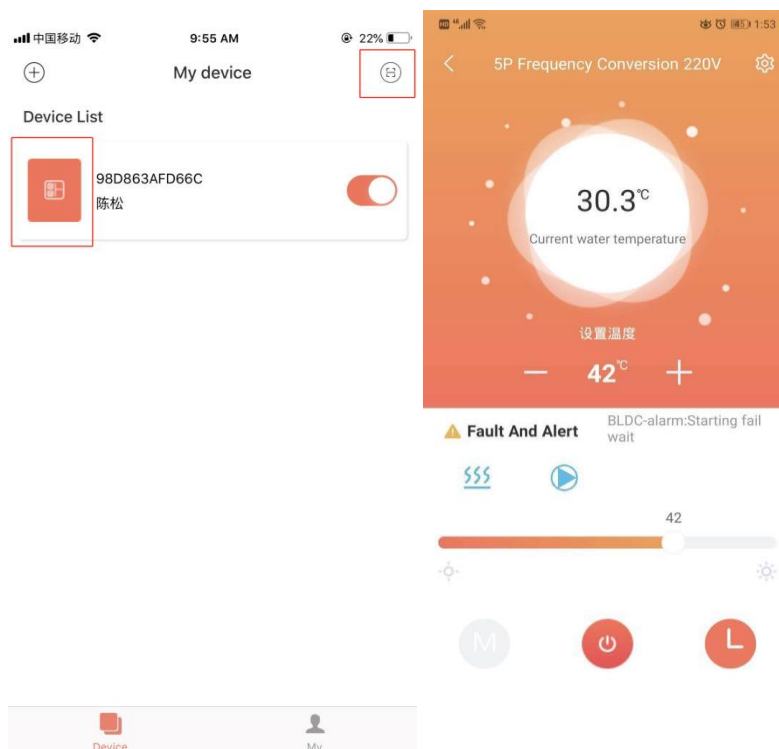 中国移动 9:55 AM 22%
My device
Device List
98D863AFD66C
陈松
Device My
1:53
5P Frequency Conversion 220V
30.3℃
Current water temperature
设置温度
42℃
Fault And Alert
BLDC-alarm:Starting fail
wait
42
M